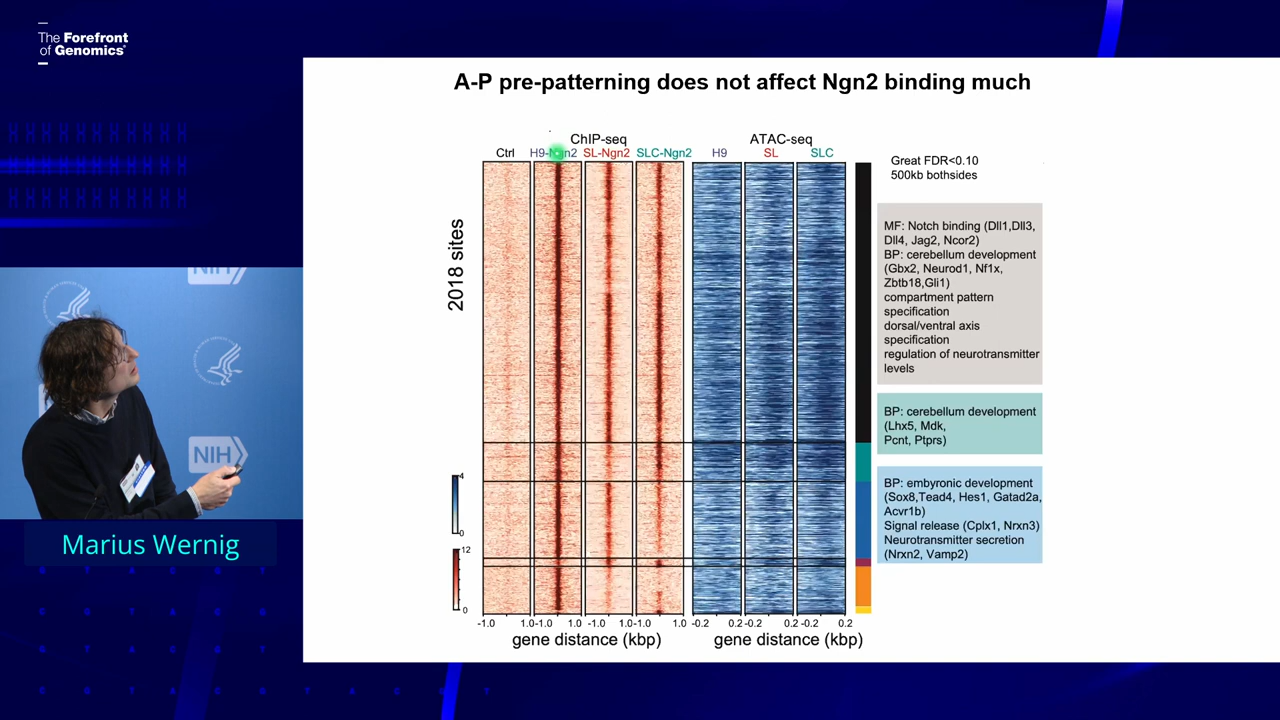 The Forefront
of Genomics®
A-P pre-patterning does not affect Ngn2 binding much
ChIP-seq
ATAC-seq
Ctrl
H9-Ngn2
SL-Ngn2
SLC-Ngn2
H9
SL
SLC
2018 sites
4
0
12
0
-1.0
1.0
-1.0
1.0
-1.0
1.0
-1.0
1.0
-0.2
0.2
-0.2
0.2
-0.2
0.2
gene distance (kbp)
gene distance (kbp)
Great FDR<0.10
500kb bothsides
MF: Notch binding (Dll1,Dll3,
Dll4, Jag2, Ncor2)
BP: cerebellum development
(Gbx2, Neurod1, Nf1x,
Zbtb18,Gli1)
compartment pattern
specification
dorsal/ventral axis
specification
regulation of neurotransmitter
levels
BP: cerebellum development
(Lhx5, Mdk,
Pcnt, Ptprs)
BP: embyronic development
(Sox8,Tead4, Hes1, Gatad2a,
Acvr1b)
Signal release (Cplx1, Nrxn3)
Neurotransmitter secretion
(Nrxn2, Vamp2)
NIH
NIH
Marius Wernig